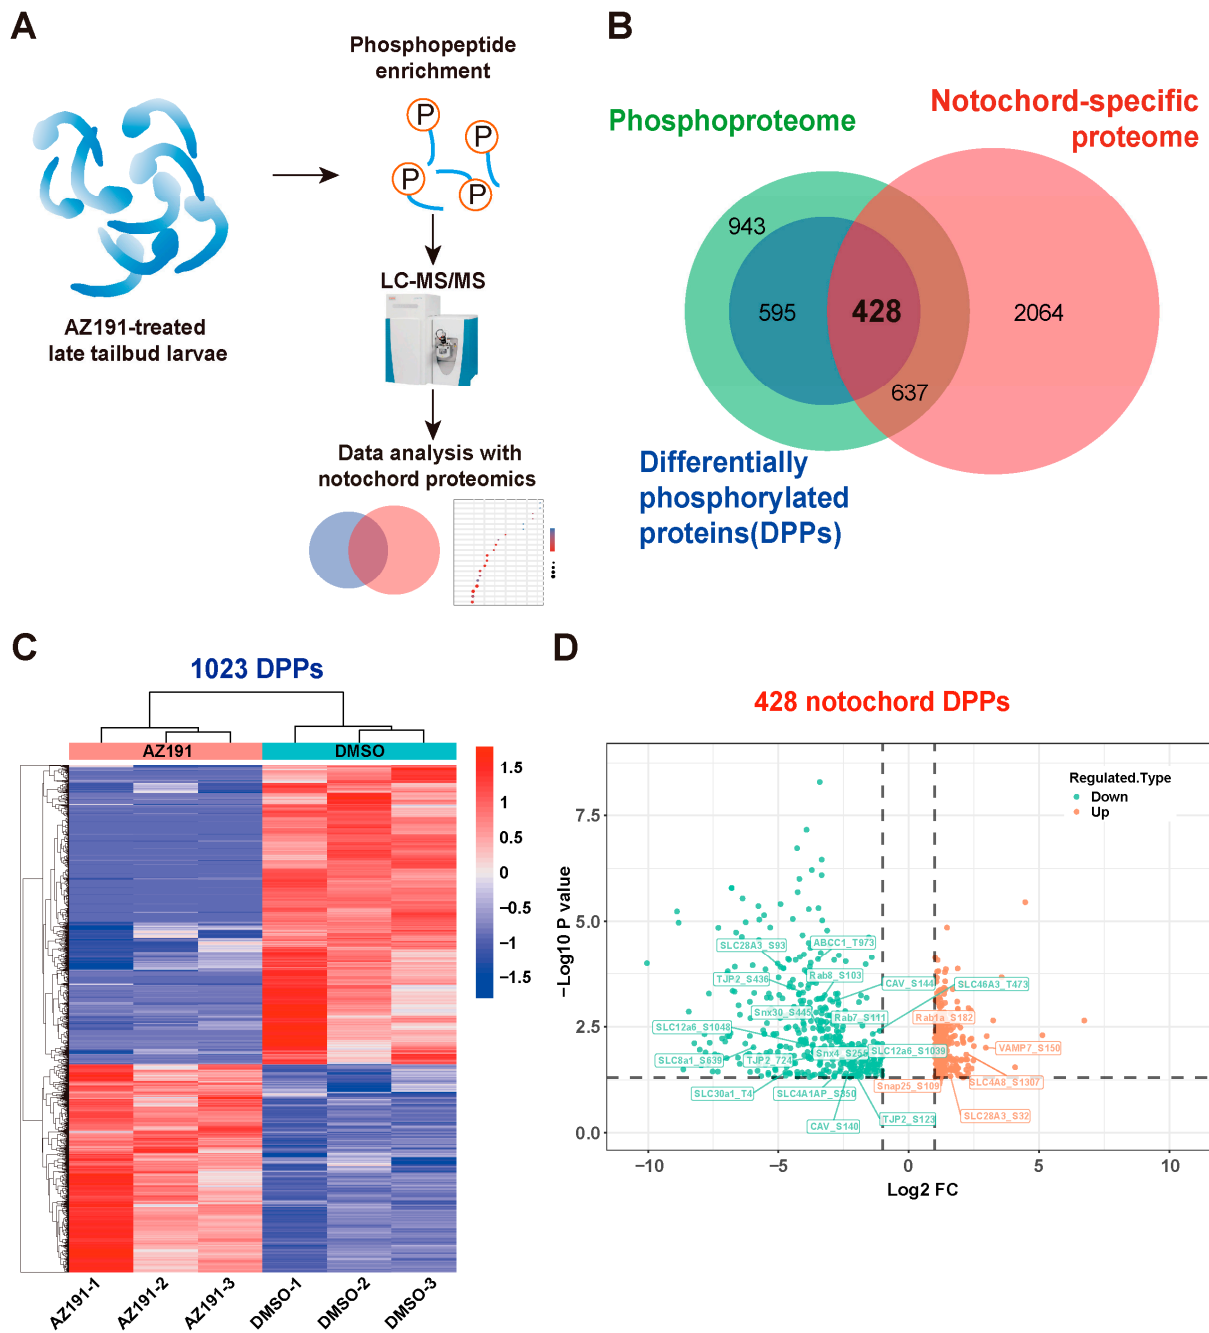 A
Phosphopeptide
enrichment
P
P
P
P
AZ191-treated
late tailbud larvae
LC-MS/MS
Data analysis with
notochord proteomics
B
Phosphoproteome
Notochord-specific
proteome
943
595
428
2064
637
Differentially
phosphorylated
proteins(DPPs)
C
1023 DPPs
AZ191
DMSO
1.5
1
0.5
0
−0.5
−1
−1.5
AZ191-1
AZ191-2
AZ191-3
DMSO-1
DMSO-2
DMSO-3
D
428 notochord DPPs
Regulated.Type
Down
Up
−Log10 P value
7.5
5.0
2.5
0.0
SLC28A3_S93
ABCC1_T973
TJP2_S436
Rab8_S103
CAV_S144
SLC46A3_T473
Snx30_S445
Rab7_S111
Rab1a_S182
SLC12a6_S1048
SLC8a1_S639
TJP2_724
Snx4_S256
SLC12a6_S1039
VAMP7_S150
SLC30a1_T4
SLC4A1AP_S350
Snap25_S109
SLC4A8_S1307
CAV_S140
TJP2_S123
SLC28A3_S32
−10
−5
0
5
10
Log2 FC